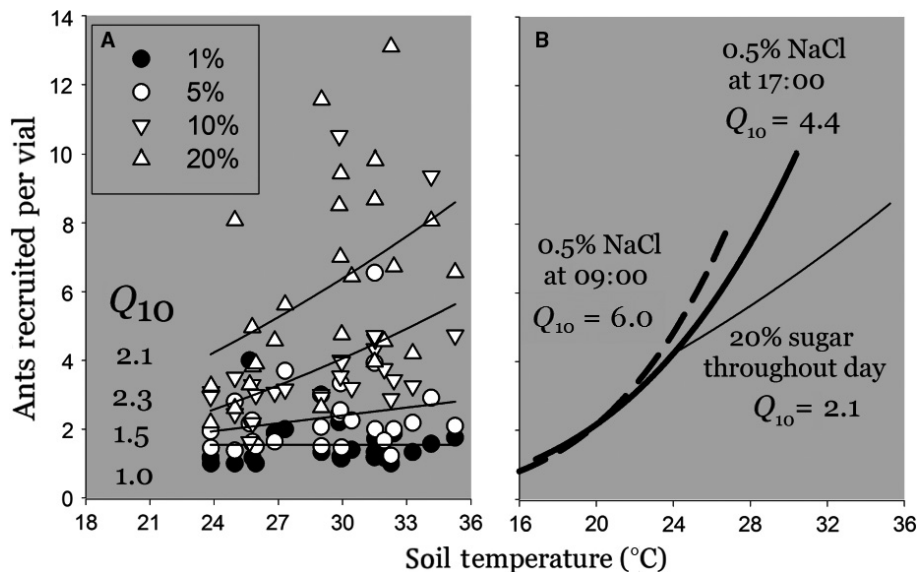 Ants recruited per vial
14
12
10
8
6
4
2
0
A
1%
5%
10%
20%
Q10
2.1
2.3
1.5
1.0
18 21 24 27 30 33 36
B
0.5% NaCl
at 17:00
Q10 = 4.4
0.5% NaCl
at 09:00
Q10 = 6.0
20% sugar
throughout day
Q10 = 2.1
16 20 24 28 32 36
Soil temperature (°C)